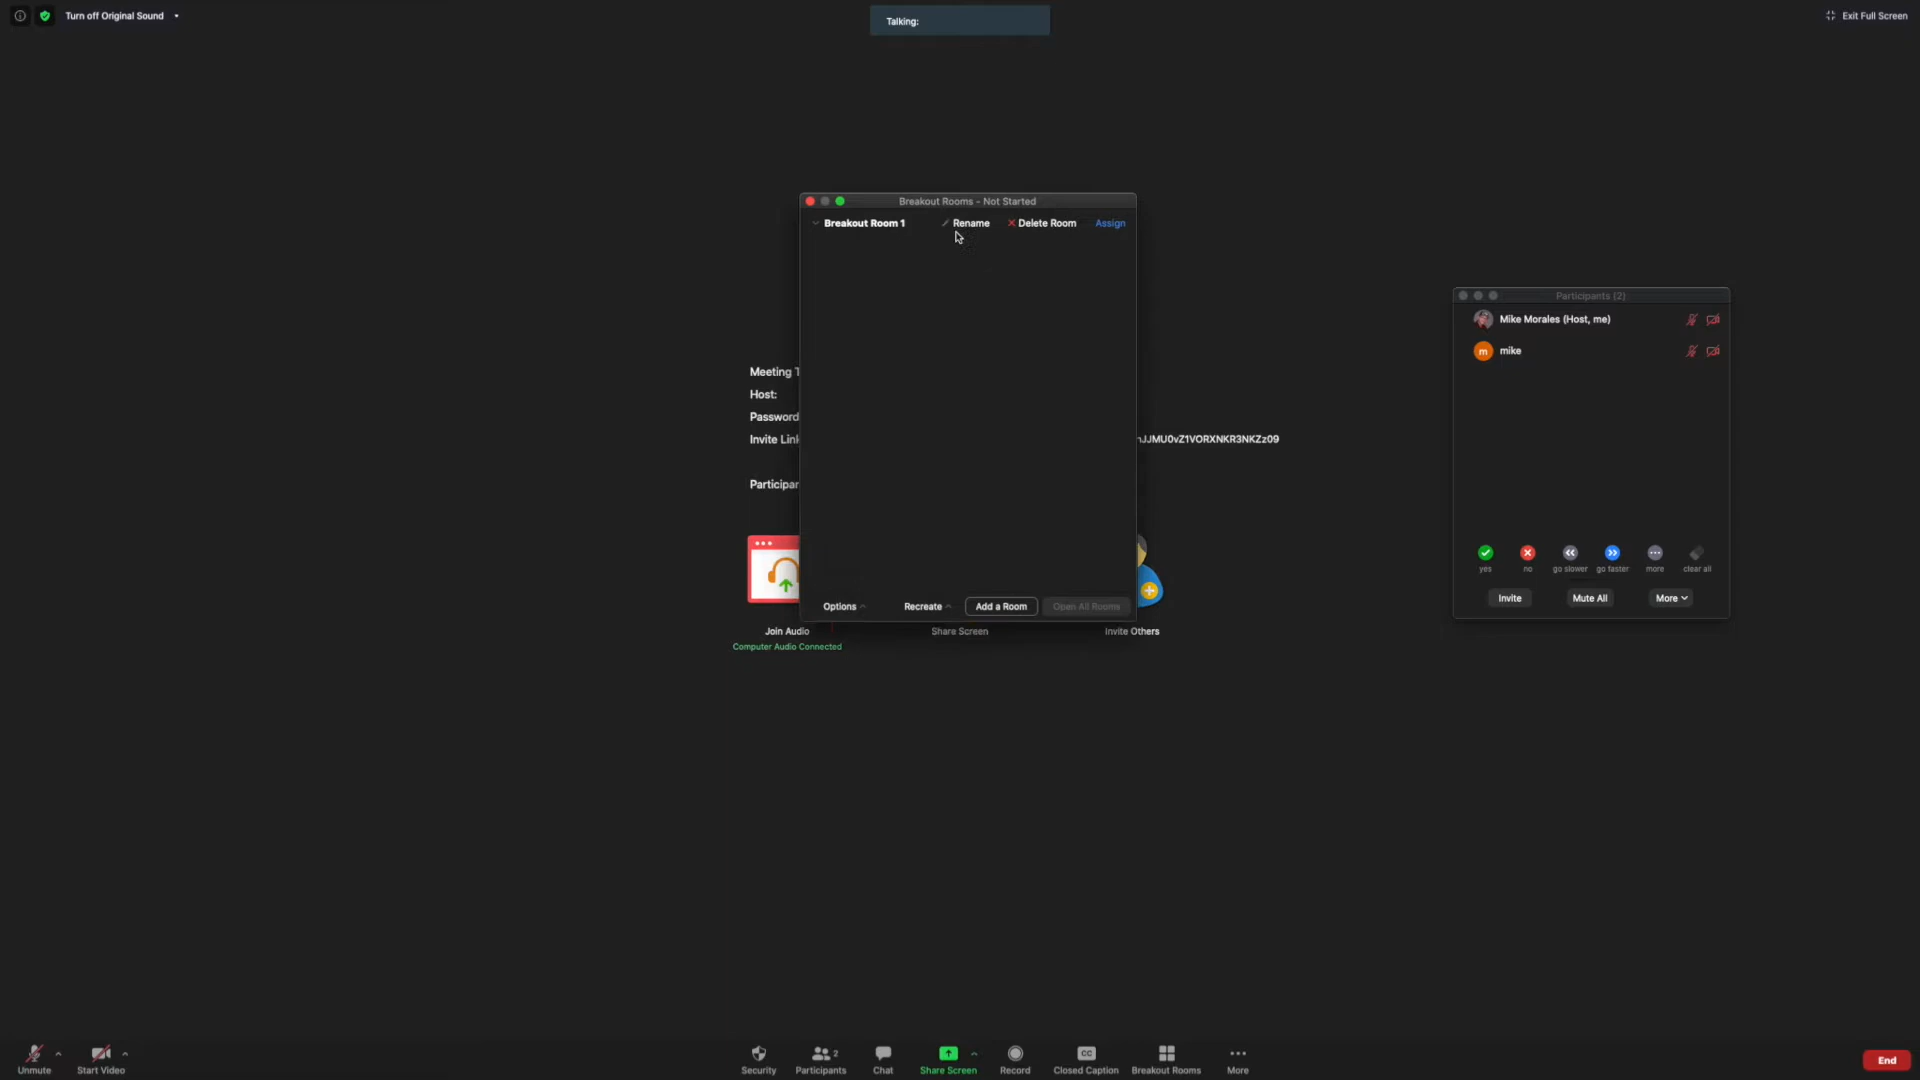 Turn off Original Sound
Talking:
Exit Full Screen
Breakout Rooms - Not Started
Breakout Room 1
Rename
Delete Room
Assign
Participants (2)
Mike Morales (Host, me)
m
mike
Meeting T
Host:
Password
Invite Link
nJJMU0vZ1VORXNKR3NKZz09
Participan
yes
no
go slower
go faster
more
clear all
Invite
Mute All
More
Options
Recreate
Add a Room
Open All Rooms
Join Audio
Share Screen
Invite Others
Computer Audio Connected
Unmute
Start Video
Security
Participants
2
Chat
Share Screen
Record
CC
Closed Caption
Breakout Rooms
More
End